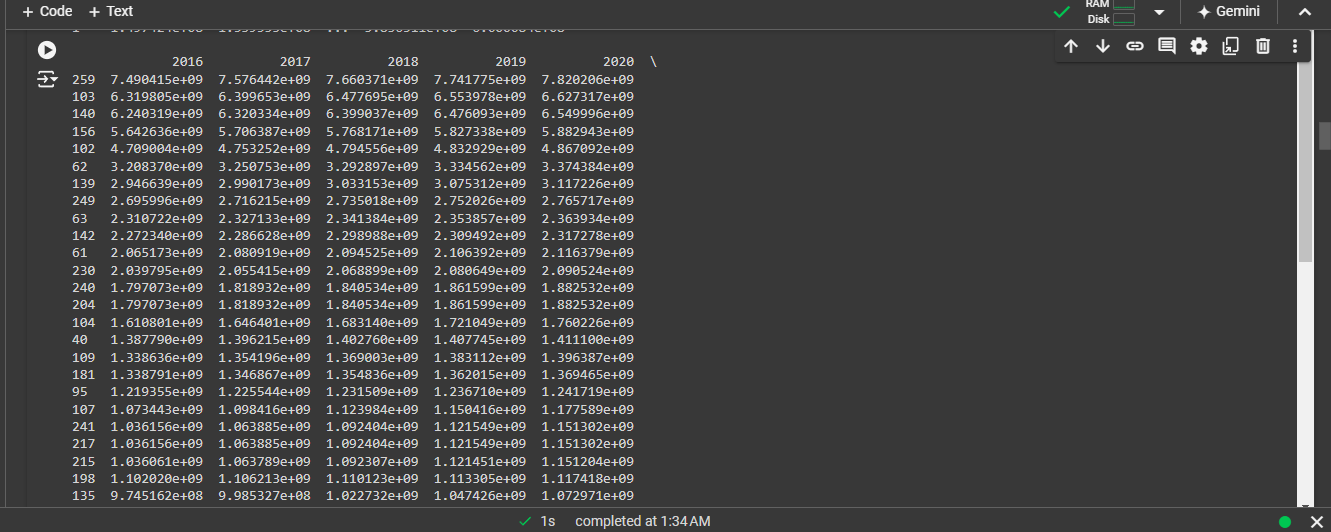 + Code + Text
RAM
Disk
Gemini
2016 2017 2018 2019 2020 \
259 7.490415e+09 7.576442e+09 7.660371e+09 7.741775e+09 7.820206e+09
103 6.319805e+09 6.399653e+09 6.477695e+09 6.553978e+09 6.627317e+09
140 6.240319e+09 6.320334e+09 6.399037e+09 6.476093e+09 6.549996e+09
156 5.642636e+09 5.706387e+09 5.768171e+09 5.827338e+09 5.882943e+09
102 4.709004e+09 4.753252e+09 4.794556e+09 4.832929e+09 4.867092e+09
62 3.208370e+09 3.250753e+09 3.292897e+09 3.334562e+09 3.374384e+09
139 2.946639e+09 2.990173e+09 3.033153e+09 3.075312e+09 3.117226e+09
249 2.695996e+09 2.716215e+09 2.735018e+09 2.752026e+09 2.765717e+09
63 2.310722e+09 2.327133e+09 2.341384e+09 2.353857e+09 2.363934e+09
142 2.272340e+09 2.286628e+09 2.298988e+09 2.309492e+09 2.317278e+09
61 2.065173e+09 2.080919e+09 2.094525e+09 2.106392e+09 2.116379e+09
230 2.039795e+09 2.055415e+09 2.068899e+09 2.080649e+09 2.090524e+09
240 1.797073e+09 1.818932e+09 1.840534e+09 1.861599e+09 1.882532e+09
204 1.797073e+09 1.818932e+09 1.840534e+09 1.861599e+09 1.882532e+09
104 1.610801e+09 1.646401e+09 1.683140e+09 1.721049e+09 1.760226e+09
40 1.387790e+09 1.396215e+09 1.402760e+09 1.407745e+09 1.411100e+09
109 1.338636e+09 1.354196e+09 1.369003e+09 1.383112e+09 1.396387e+09
181 1.338791e+09 1.346867e+09 1.354836e+09 1.362015e+09 1.369465e+09
95 1.219355e+09 1.225544e+09 1.231509e+09 1.236710e+09 1.241719e+09
107 1.073443e+09 1.098416e+09 1.123984e+09 1.150416e+09 1.177589e+09
241 1.036156e+09 1.063885e+09 1.092404e+09 1.121549e+09 1.151302e+09
217 1.036156e+09 1.063885e+09 1.092404e+09 1.121549e+09 1.151302e+09
215 1.036061e+09 1.063789e+09 1.092307e+09 1.121451e+09 1.151204e+09
198 1.102020e+09 1.106213e+09 1.110123e+09 1.113305e+09 1.117418e+09
135 9.745162e+08 9.985327e+08 1.022732e+09 1.047426e+09 1.072971e+09
1s completed at 1:34 AM